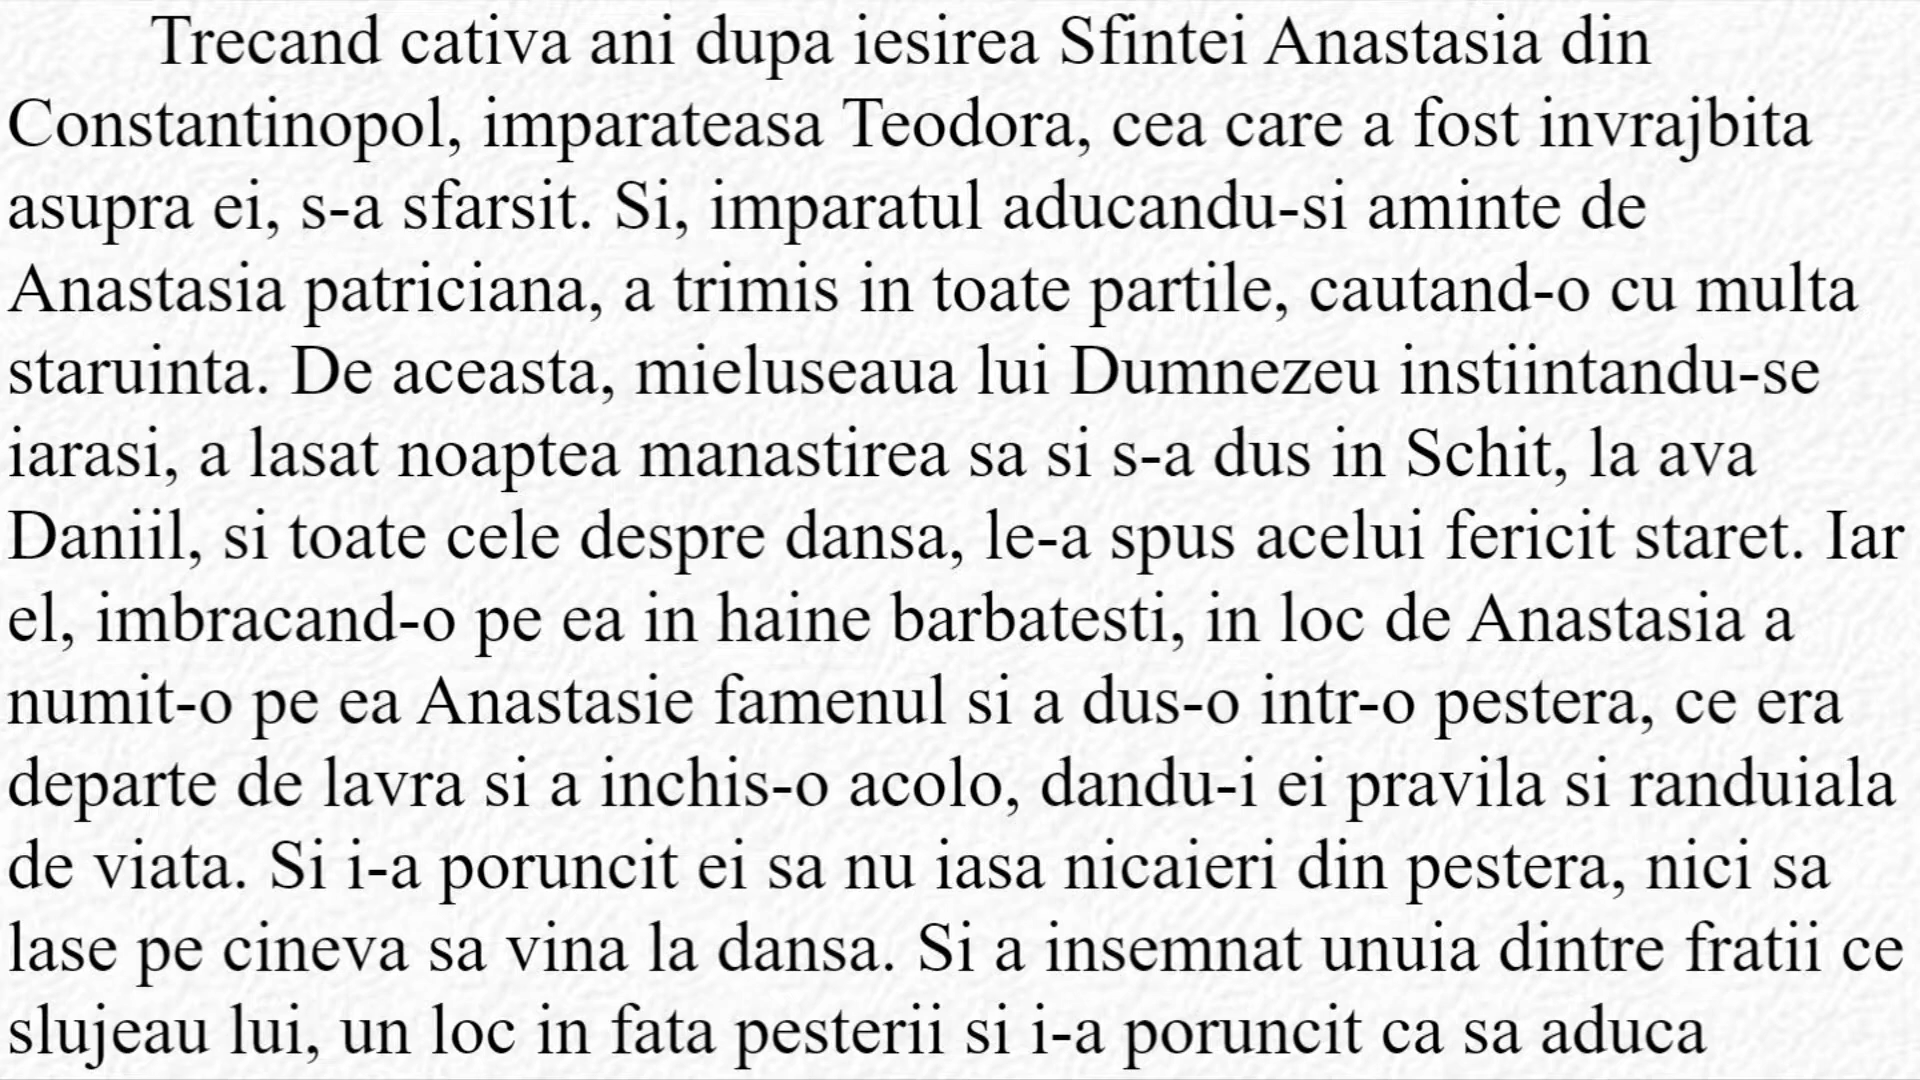 Trecand cativa ani dupa iesirea Sfintei Anastasia din
Constantinopol, imparateasa Teodora, cea care a fost invrajbita
asupra ei, s-a sfarsit. Si, imparatul aducandu-si aminte de
Anastasia patriciana, a trimis in toate partile, cautand-o cu multa
staruinta. De aceasta, mieluseaua lui Dumnezeu instiintandu-se
iarasi, a lasat noaptea manastirea sa si s-a dus in Schit, la ava
Daniil, si toate cele despre dansa, le-a spus acelui fericit staret. Iar
el, imbracand-o pe ea in haine barbatesti, in loc de Anastasia a
numit-o pe ea Anastasie famenul si a dus-o intr-o pestera, ce era
departe de lavra si a inchis-o acolo, dandu-i ei pravila si randuiala
de viata. Si i-a poruncit ei sa nu iasa nicaieri din pestera, nici sa
lase pe cineva sa vina la dansa. Si a insemnat unuia dintre fratii ce
slujeau lui, un loc in fata pesterii si i-a poruncit ca sa aduca